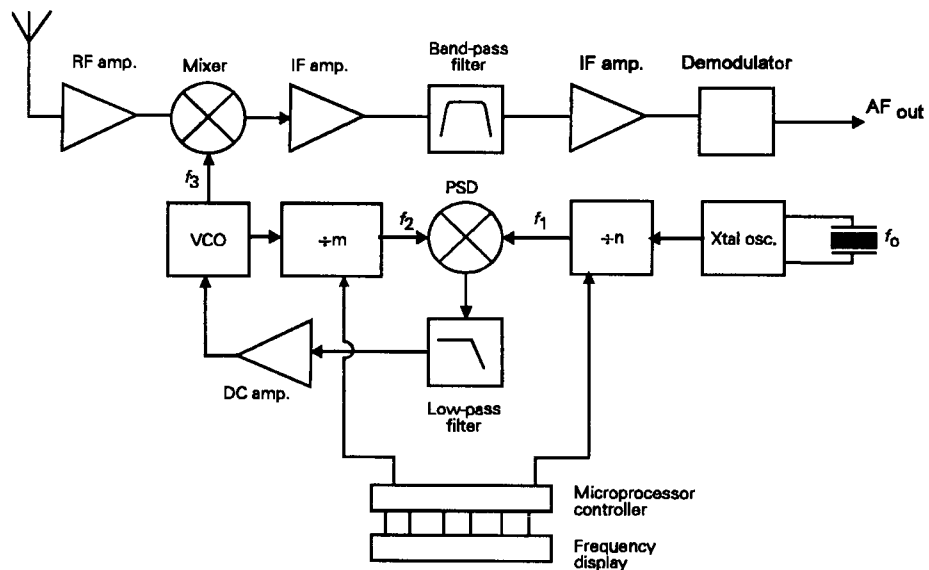 RF amp.
Mixer
IF amp.
Band-pass
filter
IF amp.
Demodulator
AF out
f3
VCO
÷m
f2
PSD
f1
÷n
Xtal osc.
fo
DC amp.
Low-pass
filter
Microprocessor
controller
Frequency
display